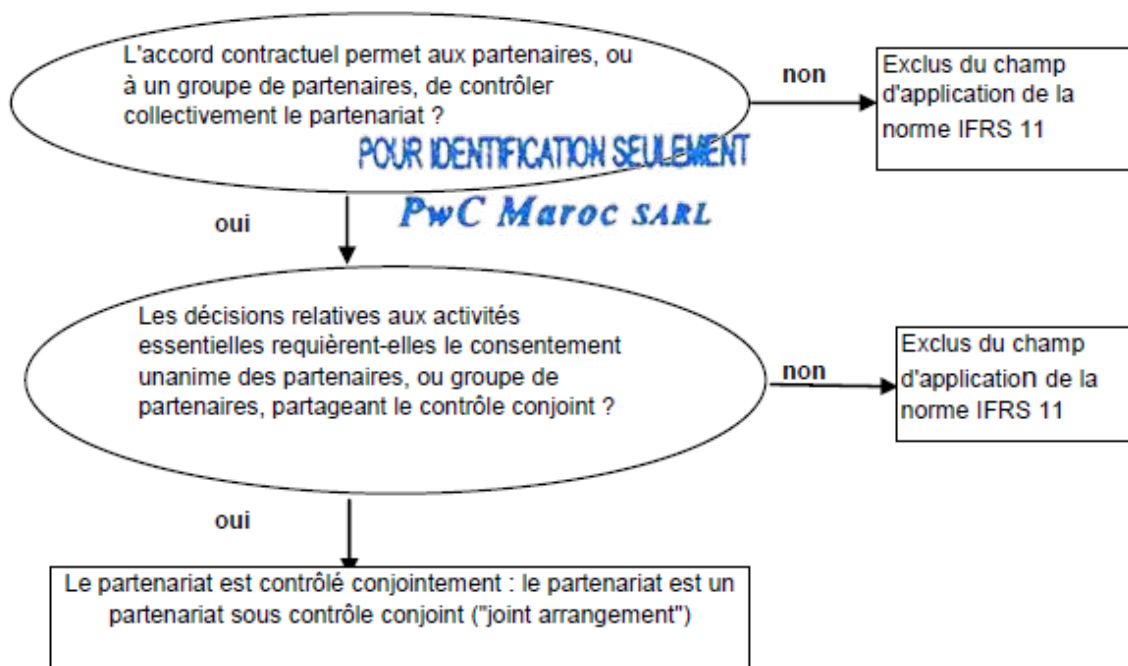 L'accord contractuel permet aux partenaires, ou
à un groupe de partenaires, de contrôler
collectivement le partenariat ?
non
Exclus du champ
d'application de la
norme IFRS 11
POUR IDENTIFICATION SEULEMENT
PwC Maroc SARL
oui
Les décisions relatives aux activités
essentielles requièrent-elles le consentement
unanime des partenaires, ou groupe de
partenaires, partageant le contrôle conjoint ?
non
Exclus du champ
d'application de la
norme IFRS 11
oui
Le partenariat est contrôlé conjointement : le partenariat est un
partenariat sous contrôle conjoint ("joint arrangement")